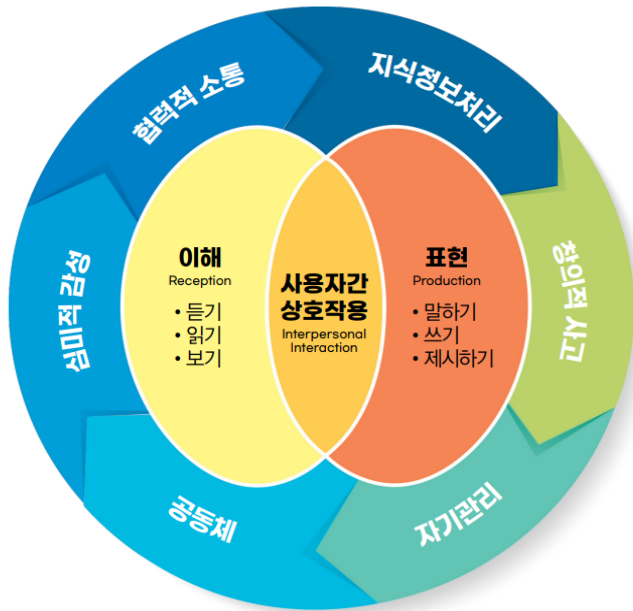 협력적 소통
지식정보처리
창의적 사고
자기관리
공동체
심미적 감성
이해
Reception
• 듣기
• 읽기
• 보기
사용자간
상호작용
Interpersonal
Interaction
표현
Production
• 말하기
• 쓰기
• 제시하기